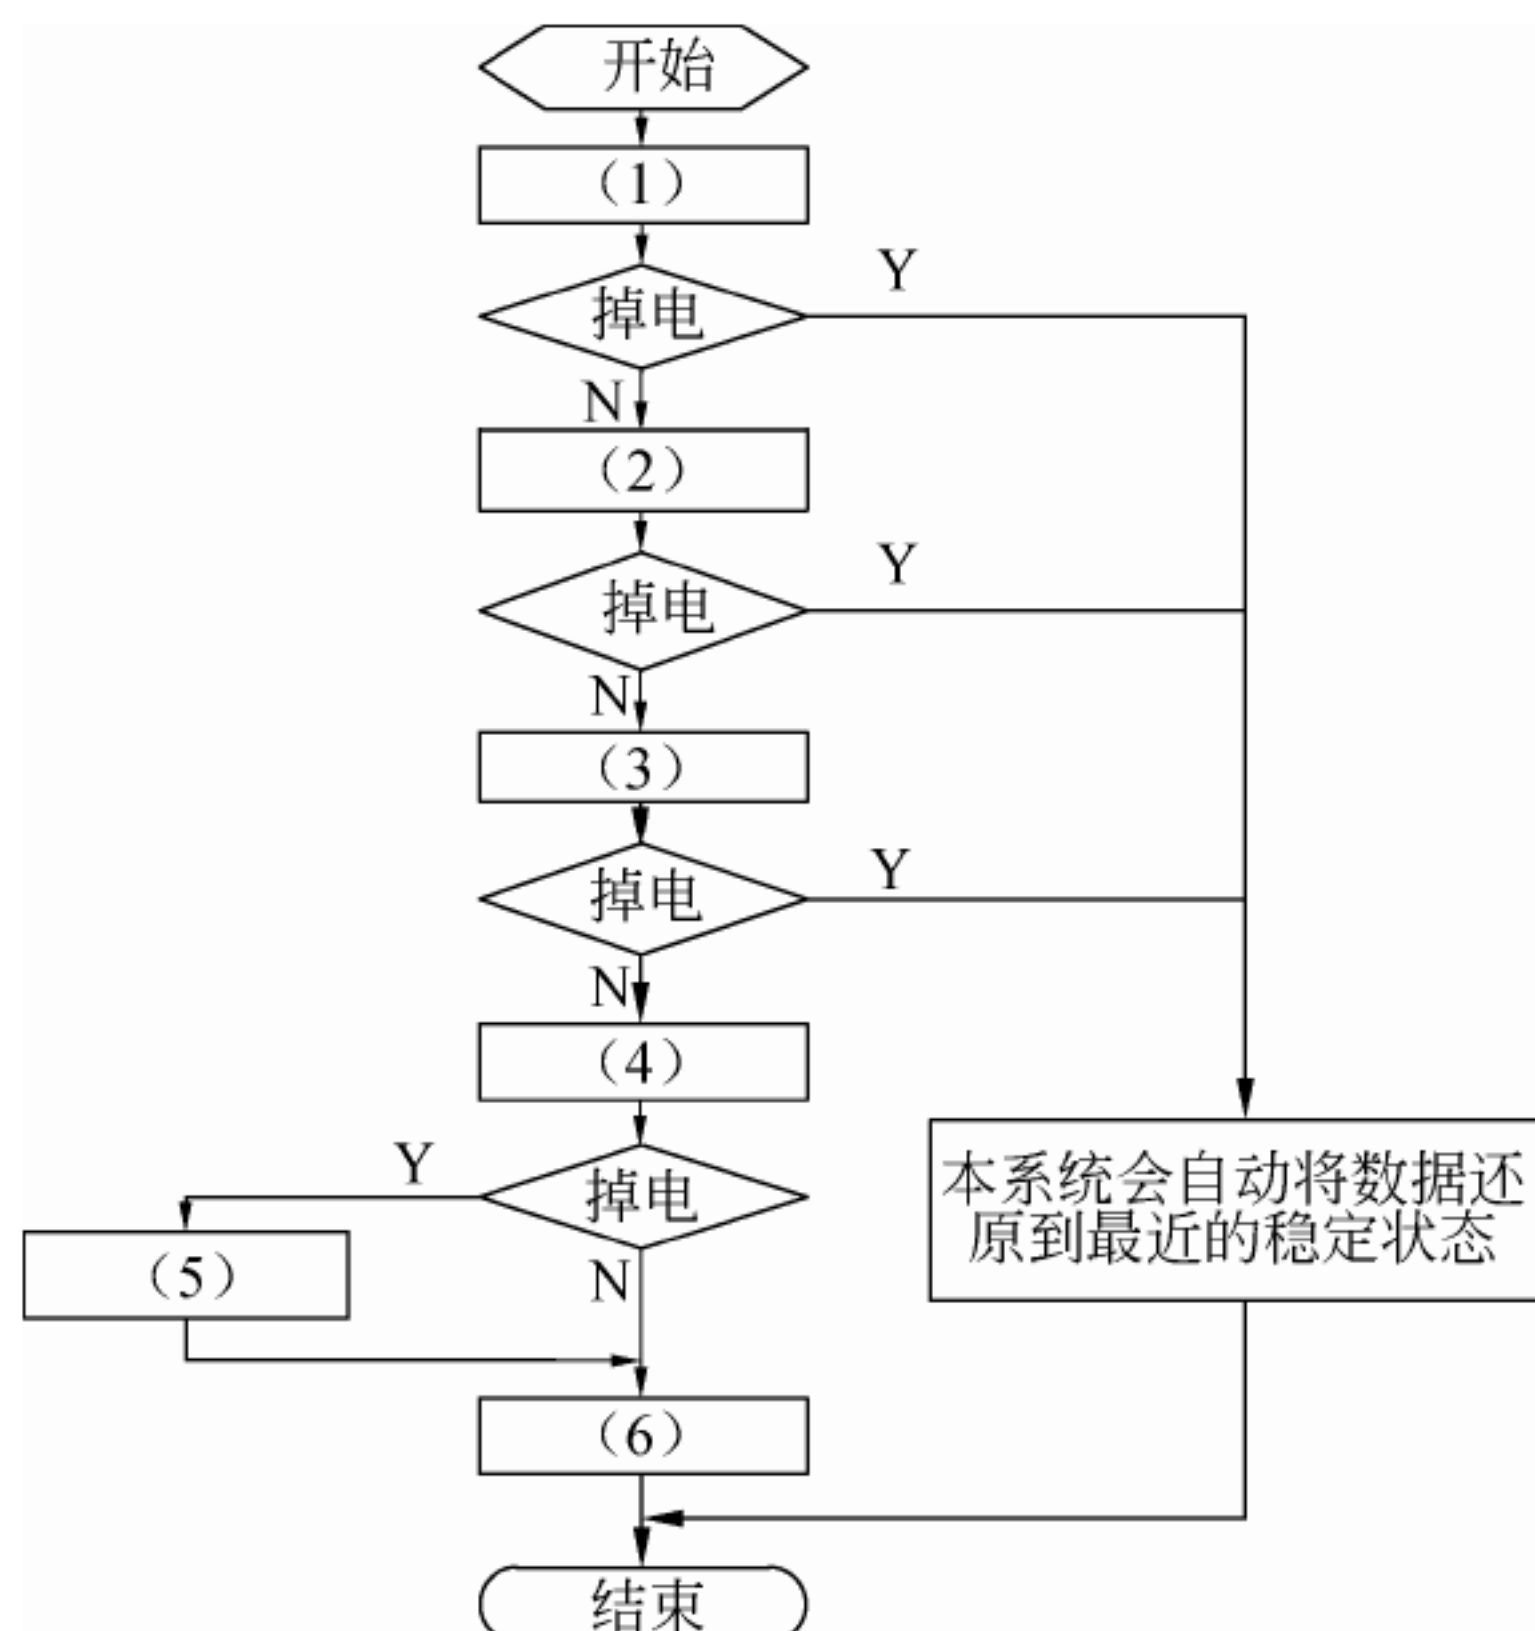 开始
（1）
掉电
Y
N
（2）
掉电
Y
N
（3）
掉电
Y
N
（4）
掉电
Y
N
（5）
本系统会自动将数据还
原到最近的稳定状态
（6）
结束